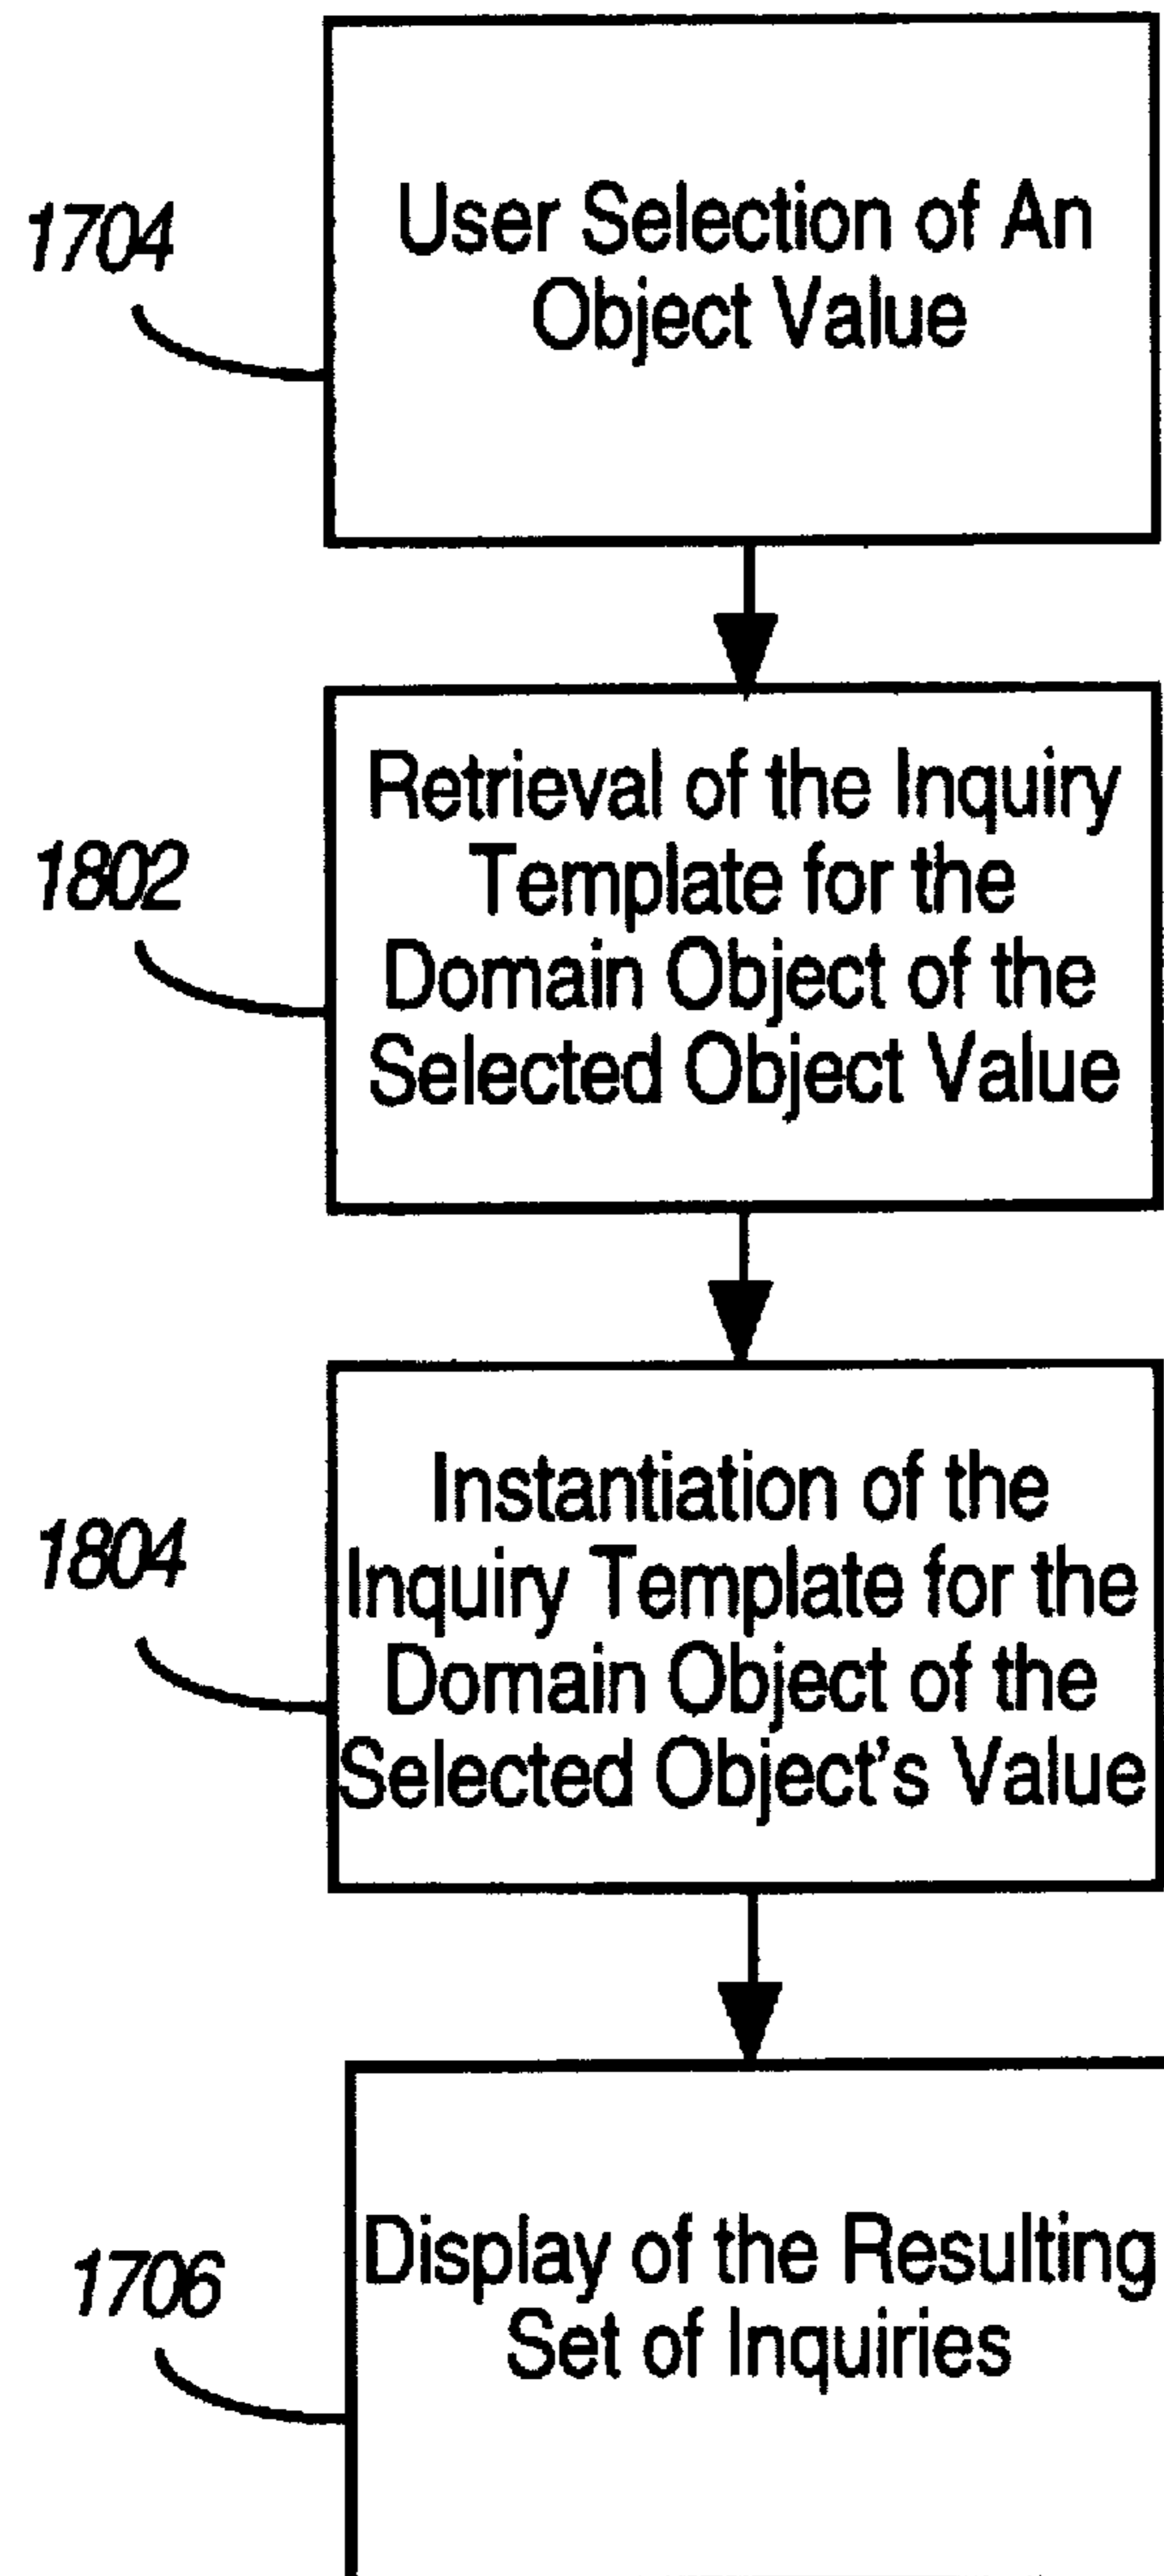 1704
User Selection of An
Object Value
1802
Retrieval of the Inquiry
Template for the
Domain Object of the
Selected Object Value
1804
Instantiation of the
Inquiry Template for the
Domain Object of the
Selected Object's Value
1706
Display of the Resulting
Set of Inquiries